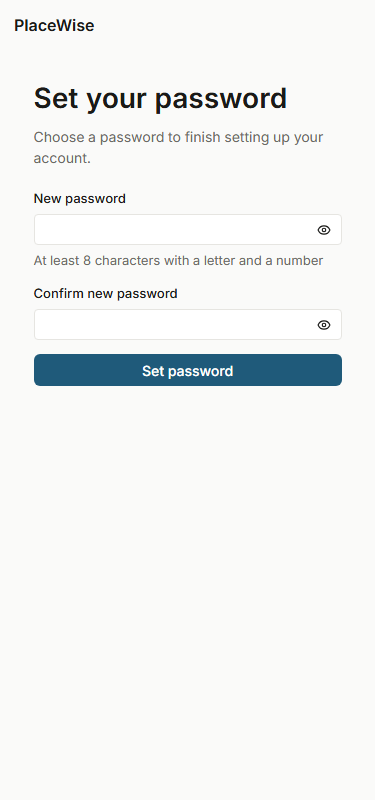 PlaceWise
Set your password
Choose a password to finish setting up your
account.
New password
At least 8 characters with a letter and a number
Confirm new password
Set password